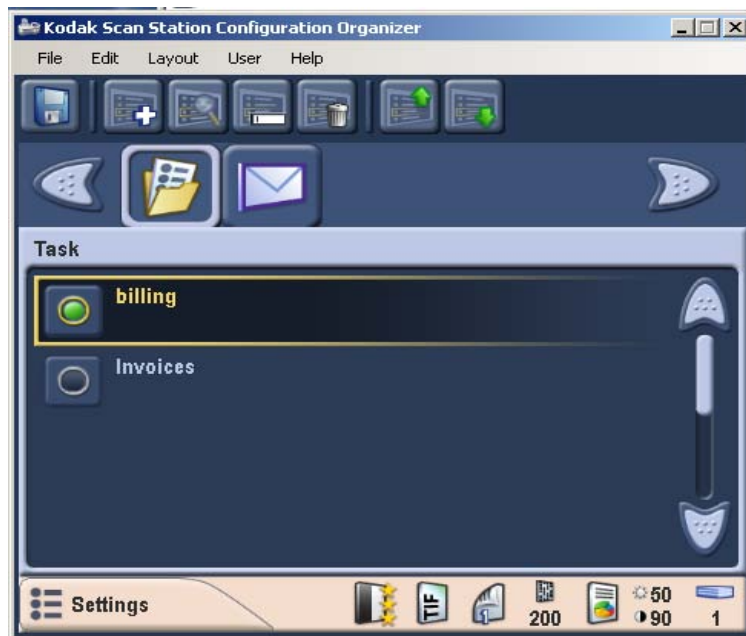 Kodak Scan Station Configuration Organizer
File Edit Layout User Help
Task
billing
Invoices
Settings
TIF
1
200
50
90
1